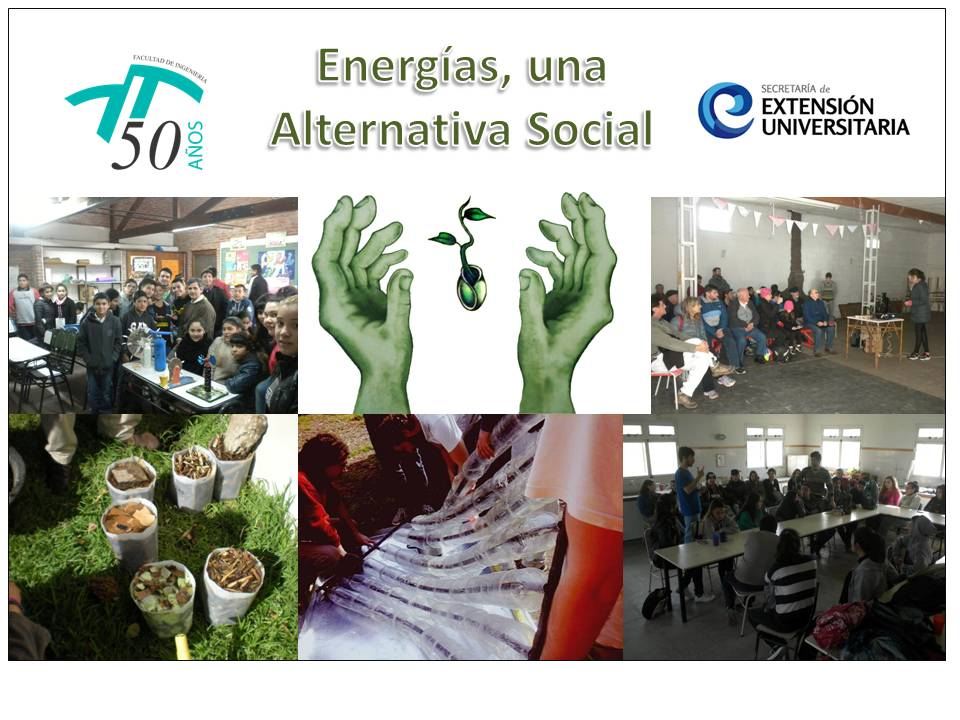 FACULTAD DE INGENIERÍA
50
AÑOS
Energías, una
Alternativa Social
SECRETARÍA de
EXTENSIÓN
UNIVERSITARIA